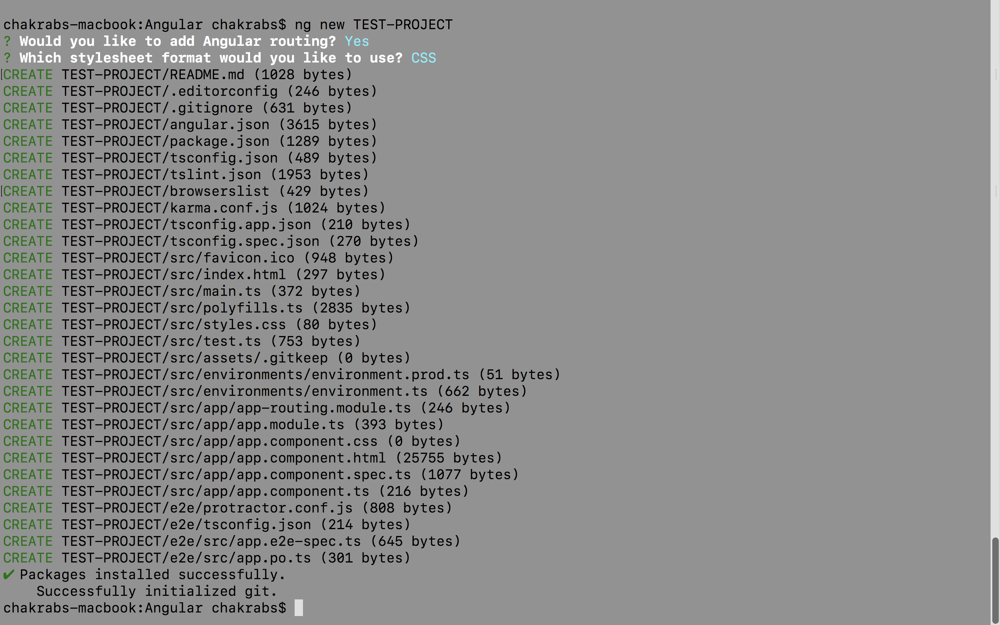 chakrabs-macbook:Angular chakrabs$ ng new TEST-PROJECT
? Would you like to add Angular routing? Yes
? Which stylesheet format would you like to use? CSS
CREATE TEST-PROJECT/README.md (1028 bytes)
CREATE TEST-PROJECT/.editorconfig (246 bytes)
CREATE TEST-PROJECT/.gitignore (631 bytes)
CREATE TEST-PROJECT/angular.json (3615 bytes)
CREATE TEST-PROJECT/package.json (1289 bytes)
CREATE TEST-PROJECT/tsconfig.json (489 bytes)
CREATE TEST-PROJECT/tslint.json (1953 bytes)
CREATE TEST-PROJECT/browserslist (429 bytes)
CREATE TEST-PROJECT/karma.conf.js (1024 bytes)
CREATE TEST-PROJECT/tsconfig.app.json (210 bytes)
CREATE TEST-PROJECT/tsconfig.spec.json (270 bytes)
CREATE TEST-PROJECT/src/favicon.ico (948 bytes)
CREATE TEST-PROJECT/src/index.html (297 bytes)
CREATE TEST-PROJECT/src/main.ts (372 bytes)
CREATE TEST-PROJECT/src/polyfills.ts (2835 bytes)
CREATE TEST-PROJECT/src/styles.css (80 bytes)
CREATE TEST-PROJECT/src/test.ts (753 bytes)
CREATE TEST-PROJECT/src/assets/.gitkeep (0 bytes)
CREATE TEST-PROJECT/src/environments/environment.prod.ts (51 bytes)
CREATE TEST-PROJECT/src/environments/environment.ts (662 bytes)
CREATE TEST-PROJECT/src/app/app-routing.module.ts (246 bytes)
CREATE TEST-PROJECT/src/app/app.module.ts (393 bytes)
CREATE TEST-PROJECT/src/app/app.component.css (0 bytes)
CREATE TEST-PROJECT/src/app/app.component.html (25755 bytes)
CREATE TEST-PROJECT/src/app/app.component.spec.ts (1077 bytes)
CREATE TEST-PROJECT/src/app/app.component.ts (216 bytes)
CREATE TEST-PROJECT/e2e/protractor.conf.js (808 bytes)
CREATE TEST-PROJECT/e2e/tsconfig.json (214 bytes)
CREATE TEST-PROJECT/e2e/src/app.e2e-spec.ts (645 bytes)
CREATE TEST-PROJECT/e2e/src/app.po.ts (301 bytes)
✔ Packages installed successfully.
Successfully initialized git.
chakrabs-macbook:Angular chakrabs$